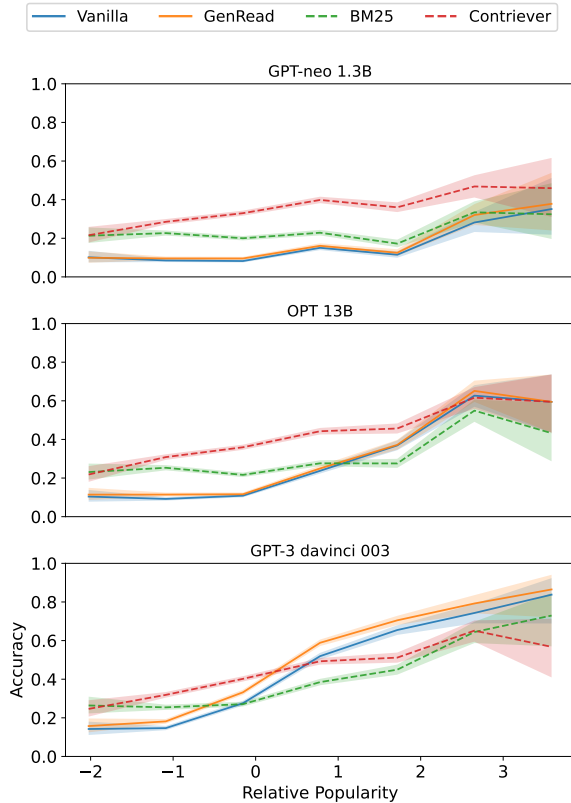 Vanilla GenRead BM25 Contriever
GPT-neo 1.3B
1.0
0.8
0.6
0.4
0.2
0.0
OPT 13B
1.0
0.8
0.6
0.4
0.2
0.0
GPT-3 davinci 003
1.0
0.8
0.6
0.4
0.2
0.0
Accuracy
−2 −1 0 1 2 3
Relative Popularity